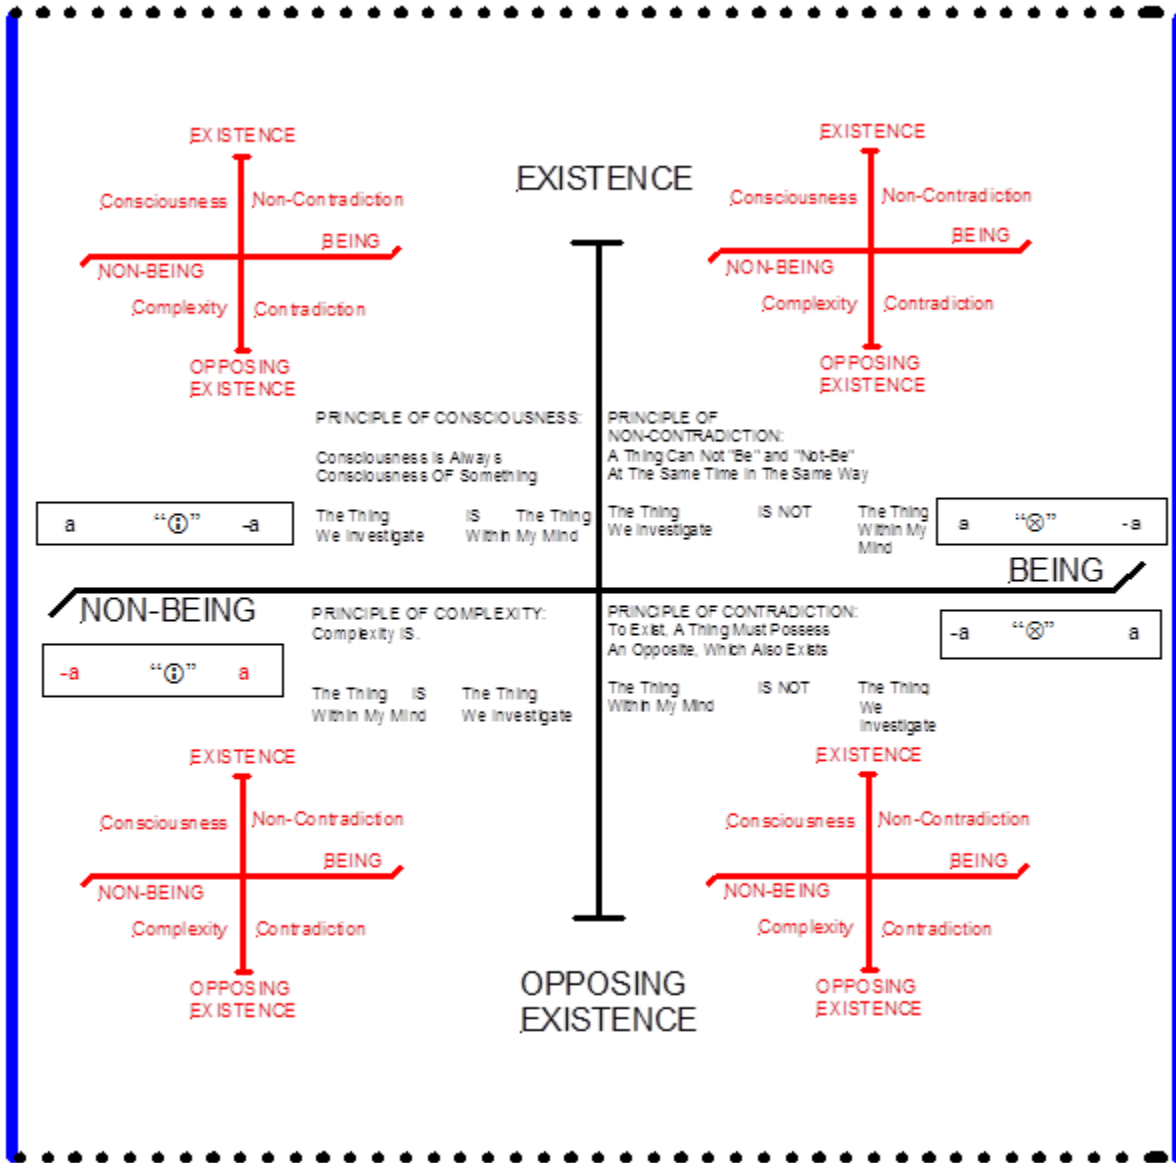 EXISTENCE
Consciousness Non-Contradiction
BEING
NON-BEING
Complexity Contradiction
OPPOSING
EXISTENCE
EXISTENCE
EXISTENCE
Consciousness Non-Contradiction
BEING
NON-BEING
Complexity Contradiction
OPPOSING
EXISTENCE
PRINCIPLE OF CONSCIOUSNESS:
Consciousness Is Always
Consciousness OF Something
The Thing IS The Thing
We Investigate Within My Mind
PRINCIPLE OF
NON-CONTRADICTION:
A Thing Can Not "Be" and "Not-Be"
At The Same Time In The Same Way
The Thing IS NOT The Thing
We Investigate Within My
Mind
a “①” -a
a “⊗” -a
BEING
NON-BEING
PRINCIPLE OF COMPLEXITY:
Complexity IS.
The Thing IS The Thing
Within My Mind We Investigate
PRINCIPLE OF CONTRADICTION:
To Exist, A Thing Must Possess
An Opposite, Which Also Exists
The Thing IS NOT The Thing
Within My Mind We
Investigate
-a “①” a
-a “⊗” a
EXISTENCE
Consciousness Non-Contradiction
BEING
NON-BEING
Complexity Contradiction
OPPOSING
EXISTENCE
OPPOSING
EXISTENCE
EXISTENCE
Consciousness Non-Contradiction
BEING
NON-BEING
Complexity Contradiction
OPPOSING
EXISTENCE